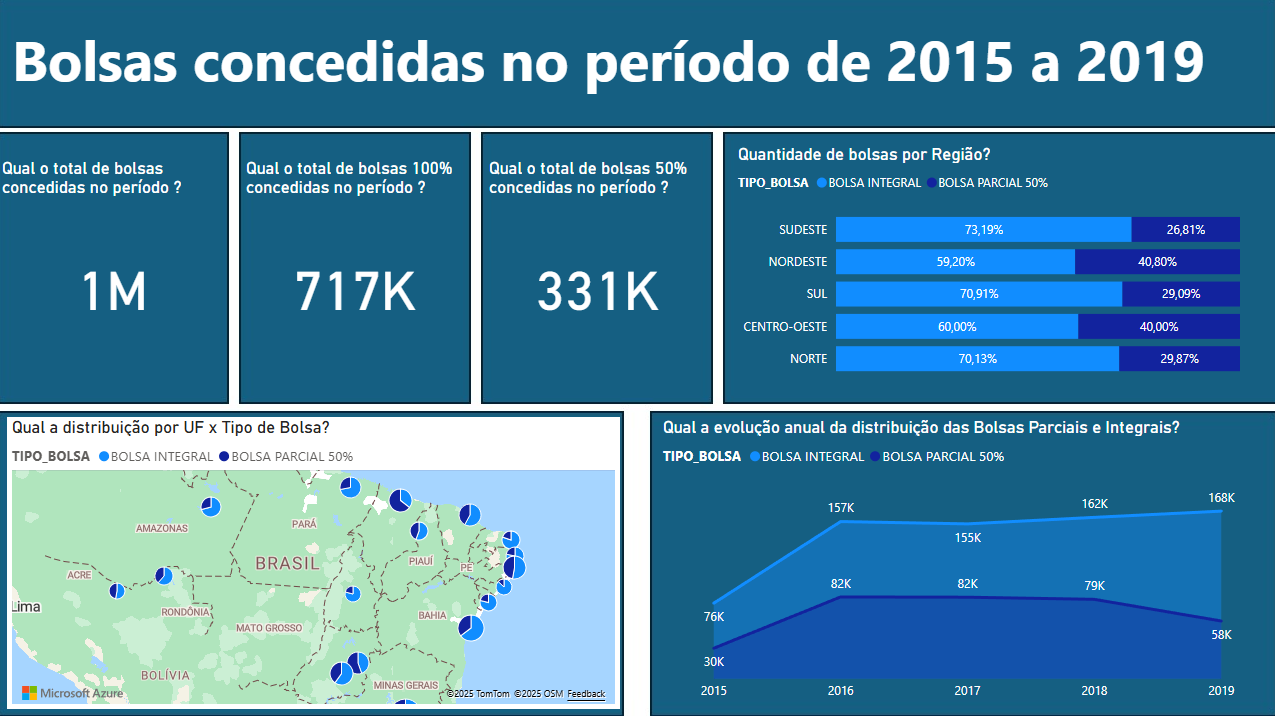 Bolsas concedidas no período de 2015 a 2019
Qual o total de bolsas
concedidas no período ?
1M
Qual o total de bolsas 100%
concedidas no período ?
717K
Qual o total de bolsas 50%
concedidas no período ?
331K
Quantidade de bolsas por Região?
TIPO_BOLSA BOLSA INTEGRAL BOLSA PARCIAL 50%
SUDESTE 73,19% 26,81%
NORDESTE 59,20% 40,80%
SUL 70,91% 29,09%
CENTRO-OESTE 60,00% 40,00%
NORTE 70,13% 29,87%
Qual a distribuição por UF x Tipo de Bolsa?
TIPO_BOLSA BOLSA INTEGRAL BOLSA PARCIAL 50%
AMAZONAS
PARÁ
BRASIL
PIAUÍ
PE
ACRE
Lima
RONDÔNIA
BAHIA
MATO GROSSO
BOLÍVIA
MINAS GERAIS
Microsoft Azure
©2025 TomTom ©2025 OSM Feedback
Qual a evolução anual da distribuição das Bolsas Parciais e Integrais?
TIPO_BOLSA BOLSA INTEGRAL BOLSA PARCIAL 50%
76K 157K 155K 162K 168K
30K 82K 82K 79K 58K
2015 2016 2017 2018 2019